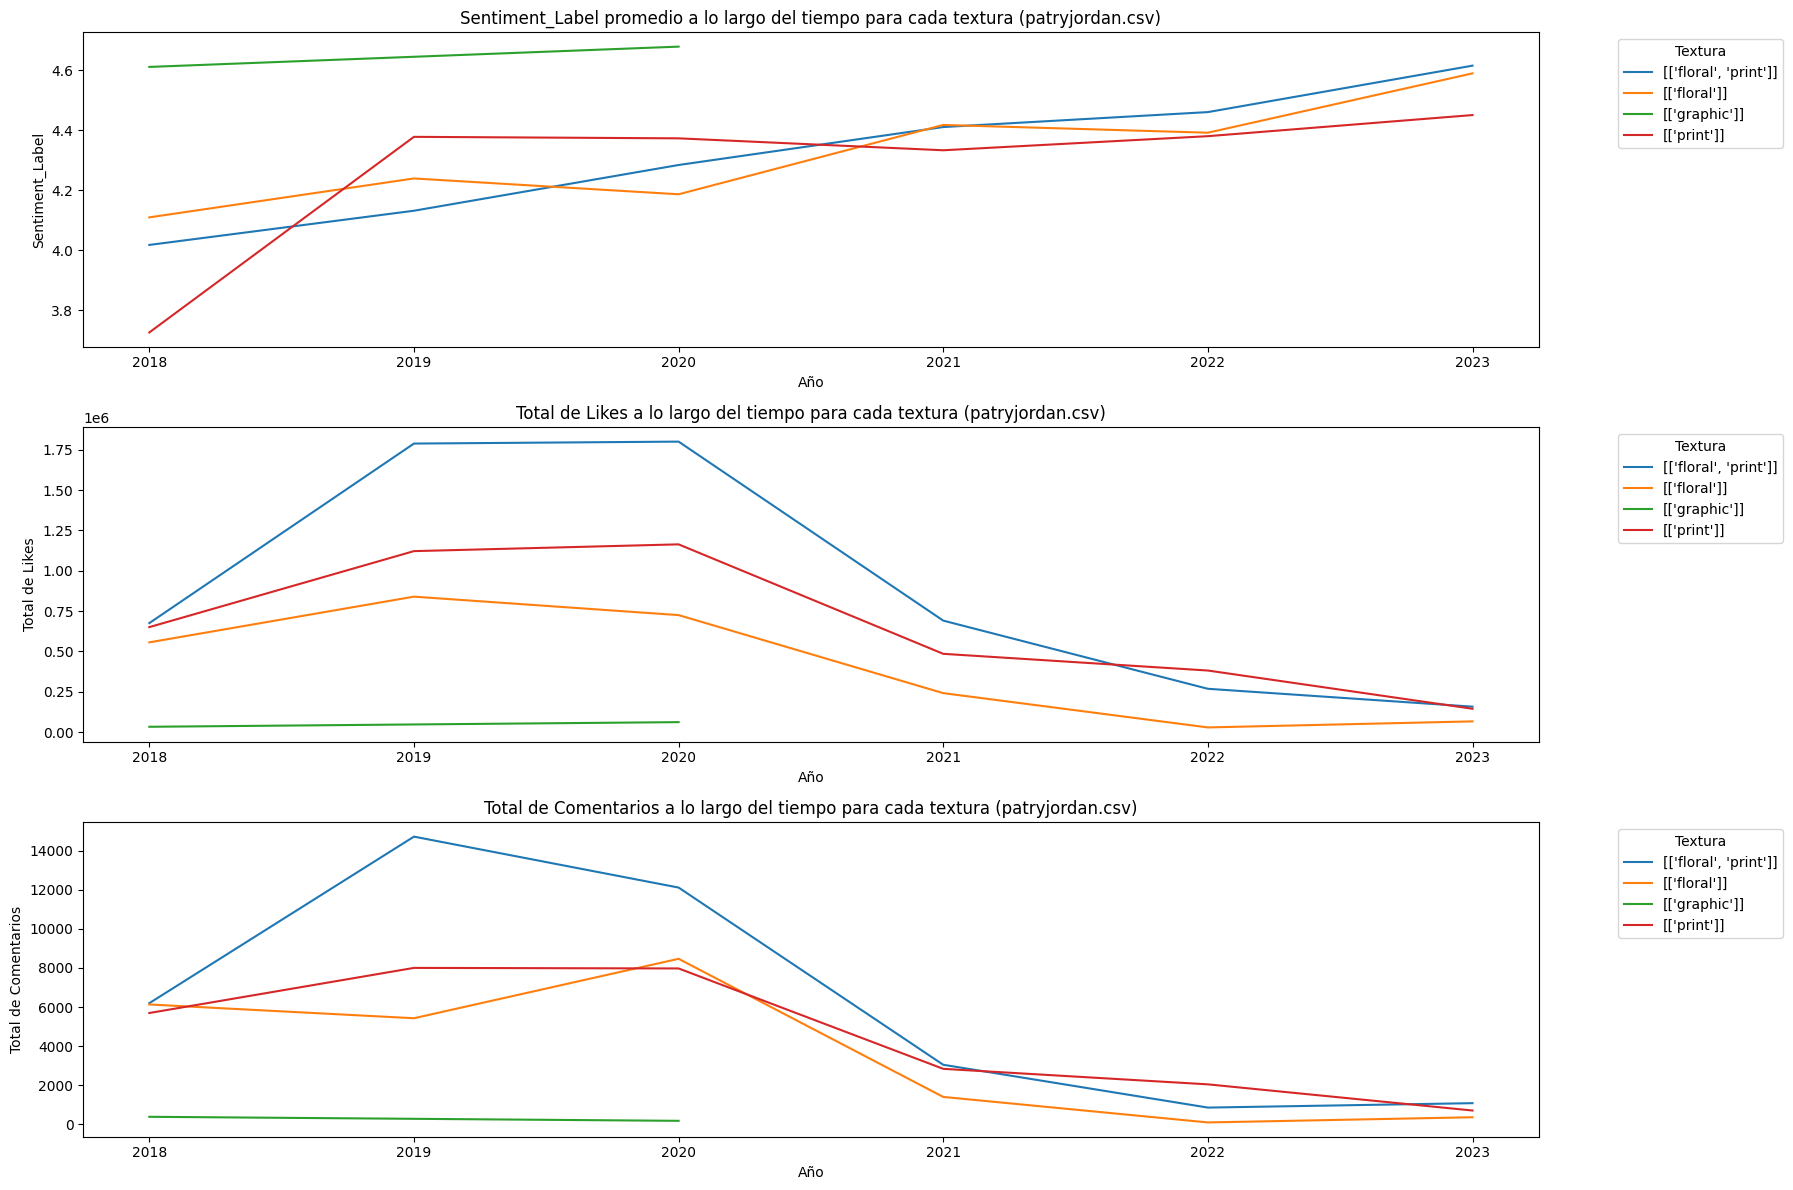 Sentiment_Label promedio a lo largo del tiempo para cada textura (patryjordan.csv)
4.6
4.4
4.2
4.0
3.8
Sentiment_Label
2018 2019 2020 2021 2022 2023
Año
Textura
[['floral', 'print']]
[['floral']]
[['graphic']]
[['print']]
Total de Likes a lo largo del tiempo para cada textura (patryjordan.csv)
1e6
1.75
1.50
1.25
1.00
0.75
0.50
0.25
0.00
Total de Likes
2018 2019 2020 2021 2022 2023
Año
Textura
[['floral', 'print']]
[['floral']]
[['graphic']]
[['print']]
Total de Comentarios a lo largo del tiempo para cada textura (patryjordan.csv)
14000
12000
10000
8000
6000
4000
2000
0
Total de Comentarios
2018 2019 2020 2021 2022 2023
Año
Textura
[['floral', 'print']]
[['floral']]
[['graphic']]
[['print']]